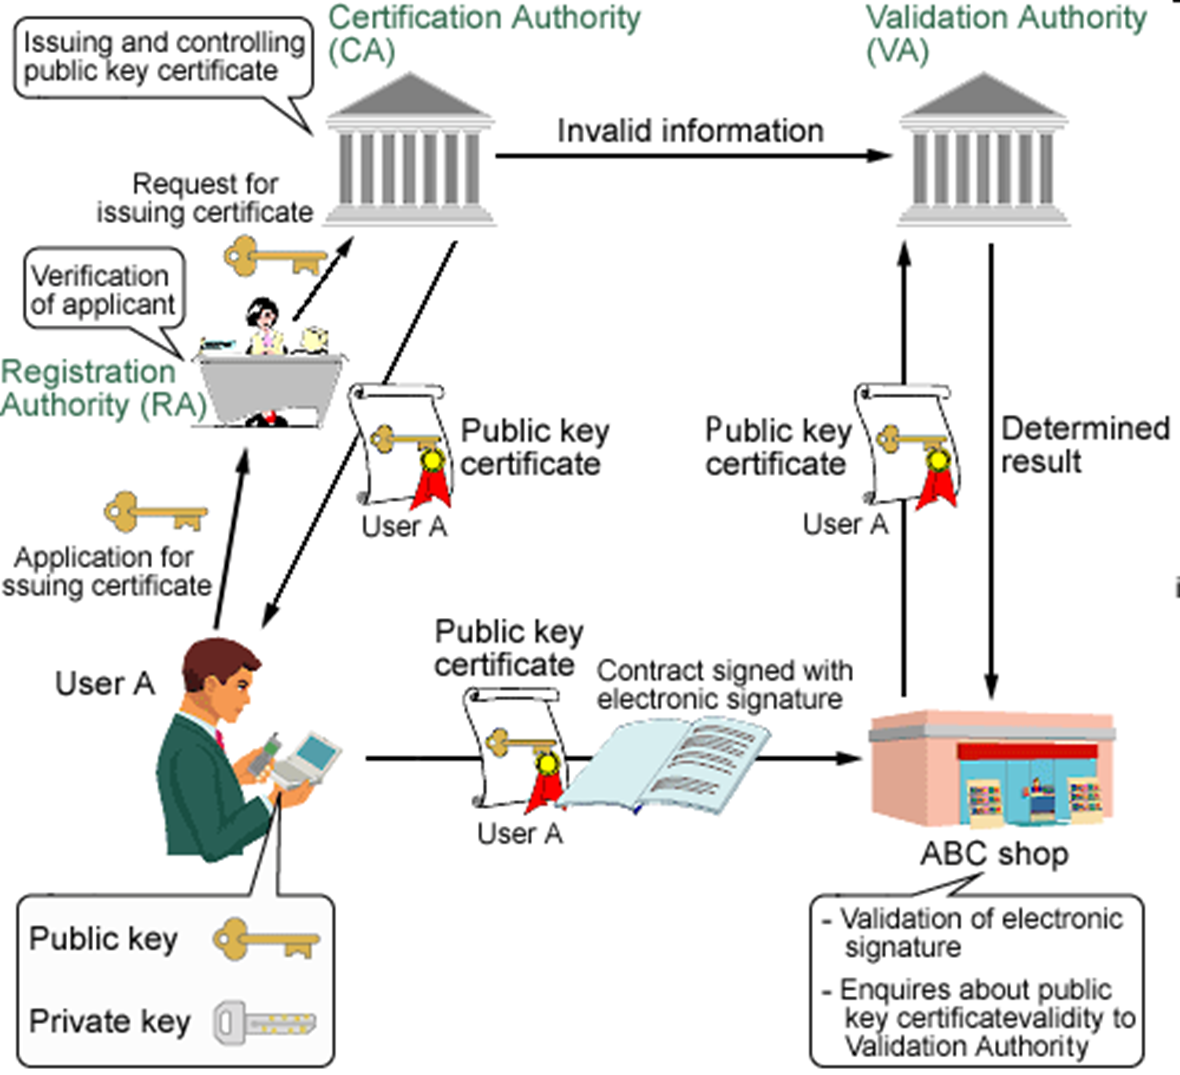 Certification Authority
(CA)
Validation Authority
(VA)
Issuing and controlling
public key certificate
Invalid information
Request for
issuing certificate
Verification
of applicant
Registration
Authority (RA)
Public key
certificate
User A
Public key
certificate
User A
Determined
result
Application for
ssuing certificate
User A
Public key
certificate
Contract signed with
electronic signature
User A
ABC shop
Public key
Private key
- Validation of electronic
signature
- Enquires about public
key certificatevalidity to
Validation Authority